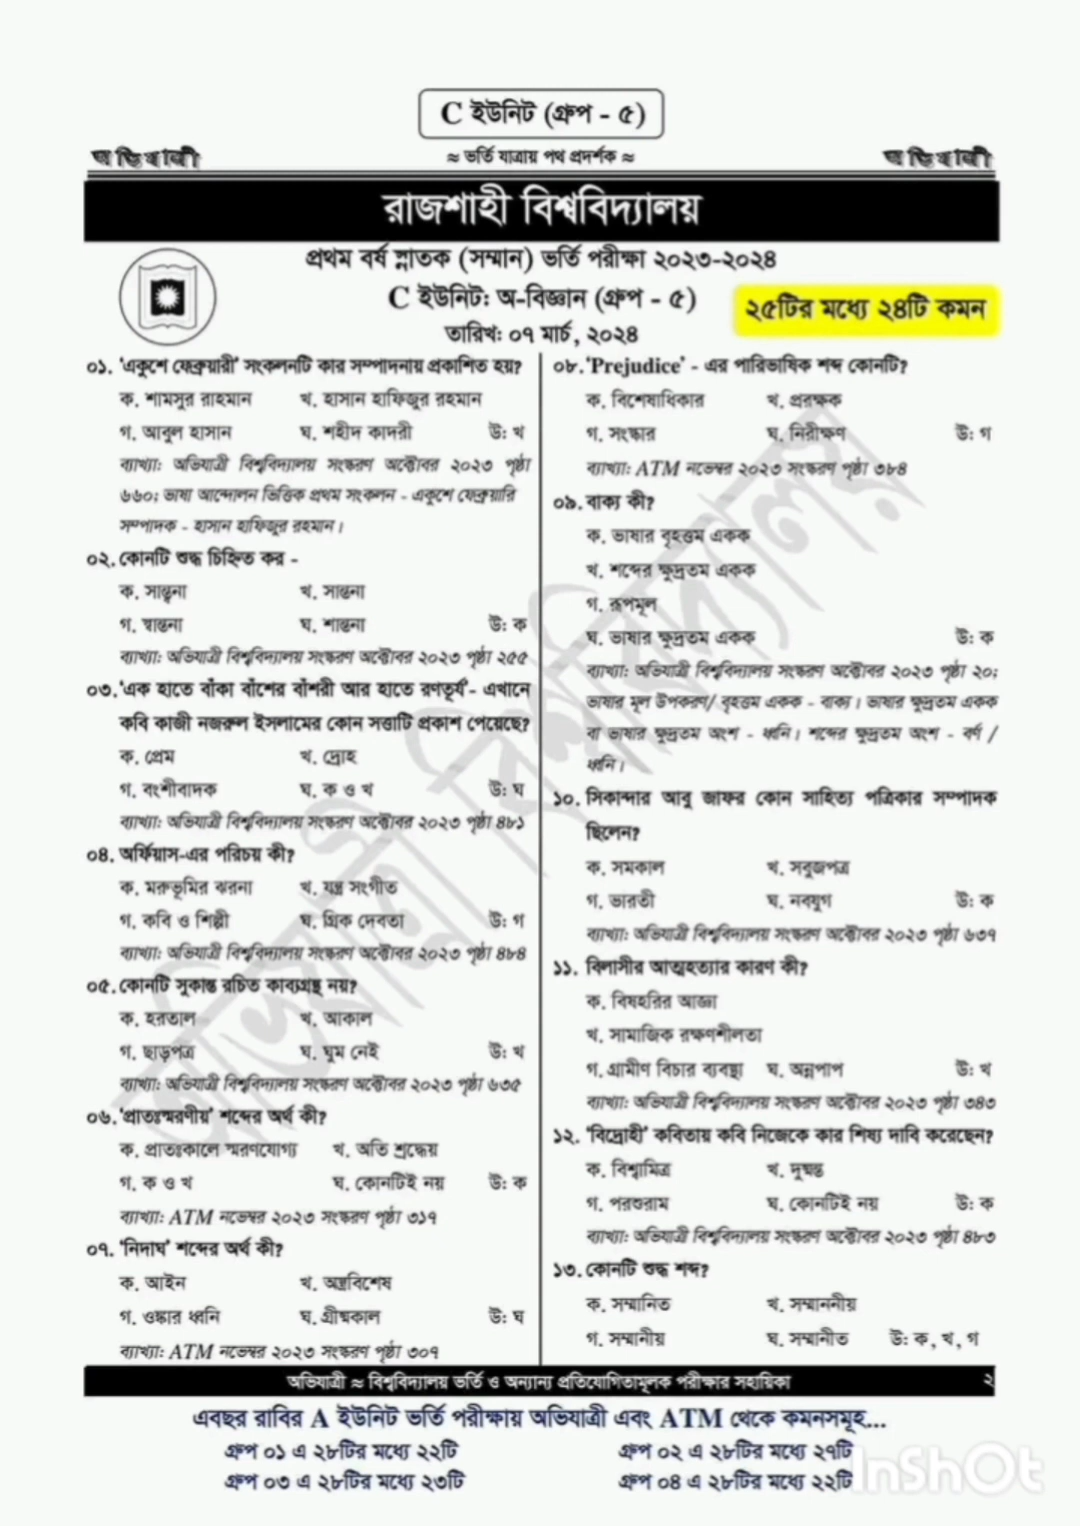 C ইউনিট (গ্রুপ - ৫)
অভিযাত্রী
≈ ভর্তি যাত্রায় পথ প্রদর্শক ≈
অভিযাত্রী
রাজশাহী বিশ্ববিদ্যালয়
প্রথম বর্ষ স্নাতক (সম্মান) ভর্তি পরীক্ষা ২০২৩-২০২৪
C ইউনিট: অ-বিজ্ঞান (গ্রুপ - ৫)
২৫টির মধ্যে ২৪টি কমন
তারিখ: ০৭ মার্চ, ২০২৪
০১. ‘একুশে ফেব্রুয়ারী’ সংকলনটি কার সম্পাদনায় প্রকাশিত হয়?
ক. শামসুর রাহমান খ. হাসান হাফিজুর রহমান
গ. আবুল হাসান ঘ. শহীদ কাদরী উ: খ
ব্যাখ্যা: অভিযাত্রী বিশ্ববিদ্যালয় সংস্করণ অক্টোবর ২০২৩ পৃষ্ঠা
৬৬০; ভাষা আন্দোলন ভিত্তিক প্রথম সংকলন - একুশে ফেব্রুয়ারি
সম্পাদক - হাসান হাফিজুর রহমান।
০২. কোনটি শুদ্ধ চিহ্নিত কর -
ক. সান্ত্বনা খ. সান্তনা
গ. স্বান্তনা ঘ. শান্তনা উ: ক
ব্যাখ্যা: অভিযাত্রী বিশ্ববিদ্যালয় সংস্করণ অক্টোবর ২০২৩ পৃষ্ঠা ২৫৫
০৩. ‘এক হাতে বাঁকা বাঁশের বাঁশরী আর হাতে রণতূর্য’- এখানে
কবি কাজী নজরুল ইসলামের কোন সত্তাটি প্রকাশ পেয়েছে?
ক. প্রেম খ. দ্রোহ
গ. বংশীবাদক ঘ. ক ও খ উ: ঘ
ব্যাখ্যা: অভিযাত্রী বিশ্ববিদ্যালয় সংস্করণ অক্টোবর ২০২৩ পৃষ্ঠা ৪৮১
০৪. অর্ফিয়াস-এর পরিচয় কী?
ক. মরুভূমির ঝরনা খ. যন্ত্র সংগীত
গ. কবি ও শিল্পী ঘ. গ্রিক দেবতা উ: গ
ব্যাখ্যা: অভিযাত্রী বিশ্ববিদ্যালয় সংস্করণ অক্টোবর ২০২৩ পৃষ্ঠা ৪৮৪
০৫. কোনটি সুকান্ত রচিত কাব্যগ্রন্থ নয়?
ক. হরতাল খ. আকাল
গ. ছাড়পত্র ঘ. ঘুম নেই উ: খ
ব্যাখ্যা: অভিযাত্রী বিশ্ববিদ্যালয় সংস্করণ অক্টোবর ২০২৩ পৃষ্ঠা ৬৩৫
০৬. ‘প্রাতঃস্মরণীয়’ শব্দের অর্থ কী?
ক. প্রাতঃকালে স্মরণযোগ্য খ. অতি শ্রদ্ধেয়
গ. ক ও খ ঘ. কোনটিই নয় উ: ক
ব্যাখ্যা: ATM নভেম্বর ২০২৩ সংস্করণ পৃষ্ঠা ৩১৭
০৭. ‘নিদাঘ’ শব্দের অর্থ কী?
ক. আইন খ. অস্ত্রবিশেষ
গ. ওঙ্কার ধ্বনি ঘ. গ্রীষ্মকাল উ: ঘ
ব্যাখ্যা: ATM নভেম্বর ২০২৩ সংস্করণ পৃষ্ঠা ৩০৭
০৮. ‘Prejudice’ - এর পারিভাষিক শব্দ কোনটি?
ক. বিশেষাধিকার খ. প্ররক্ষক
গ. সংস্কার ঘ. নিরীক্ষণ উ: গ
ব্যাখ্যা: ATM নভেম্বর ২০২৩ সংস্করণ পৃষ্ঠা ৩৮৪
০৯. বাক্য কী?
ক. ভাষার বৃহত্তম একক
খ. শব্দের ক্ষুদ্রতম একক
গ. রূপমূল
ঘ. ভাষার ক্ষুদ্রতম একক উ: ক
ব্যাখ্যা: অভিযাত্রী বিশ্ববিদ্যালয় সংস্করণ অক্টোবর ২০২৩ পৃষ্ঠা ২০;
ভাষার মূল উপকরণ/ বৃহত্তম একক - বাক্য। ভাষার ক্ষুদ্রতম একক
বা ভাষার ক্ষুদ্রতম অংশ - ধ্বনি। শব্দের ক্ষুদ্রতম অংশ - বর্ণ /
ধ্বনি।
১০. সিকান্দার আবু জাফর কোন সাহিত্য পত্রিকার সম্পাদক
ছিলেন?
ক. সমকাল খ. সবুজপত্র
গ. ভারতী ঘ. নবযুগ উ: ক
ব্যাখ্যা: অভিযাত্রী বিশ্ববিদ্যালয় সংস্করণ অক্টোবর ২০২৩ পৃষ্ঠা ৬৩৭
১১. বিলাসীর আত্মহত্যার কারণ কী?
ক. বিষহরির আজ্ঞা
খ. সামাজিক রক্ষণশীলতা
গ. গ্রামীণ বিচার ব্যবস্থা ঘ. অন্নপাপ উ: খ
ব্যাখ্যা: অভিযাত্রী বিশ্ববিদ্যালয় সংস্করণ অক্টোবর ২০২৩ পৃষ্ঠা ৩৪৩
১২. ‘বিদ্রোহী’ কবিতায় কবি নিজেকে কার শিষ্য দাবি করেছেন?
ক. বিশ্বামিত্র খ. দুষ্মন্ত
গ. পরশুরাম ঘ. কোনটিই নয় উ: ক
ব্যাখ্যা: অভিযাত্রী বিশ্ববিদ্যালয় সংস্করণ অক্টোবর ২০২৩ পৃষ্ঠা ৪৮৩
১৩. কোনটি শুদ্ধ শব্দ?
ক. সম্মানিত খ. সম্মাননীয়
গ. সম্মানীয় ঘ. সম্মানীত উ: ক, খ, গ
অভিযাত্রী বিশ্ববিদ্যালয়
অভিযাত্রী ≈ বিশ্ববিদ্যালয় ভর্তি ও অন্যান্য প্রতিযোগিতামূলক পরীক্ষার সহায়িকা ২
এবছর রাবির A ইউনিট ভর্তি পরীক্ষায় অভিযাত্রী এবং ATM থেকে কমনসমূহ...
গ্রুপ ০১ এ ২৮টির মধ্যে ২২টি গ্রুপ ০২ এ ২৮টির মধ্যে ২৭টি
গ্রুপ ০৩ এ ২৮টির মধ্যে ২৩টি গ্রুপ ০৪ এ ২৮টির মধ্যে ২২টি
InShOt